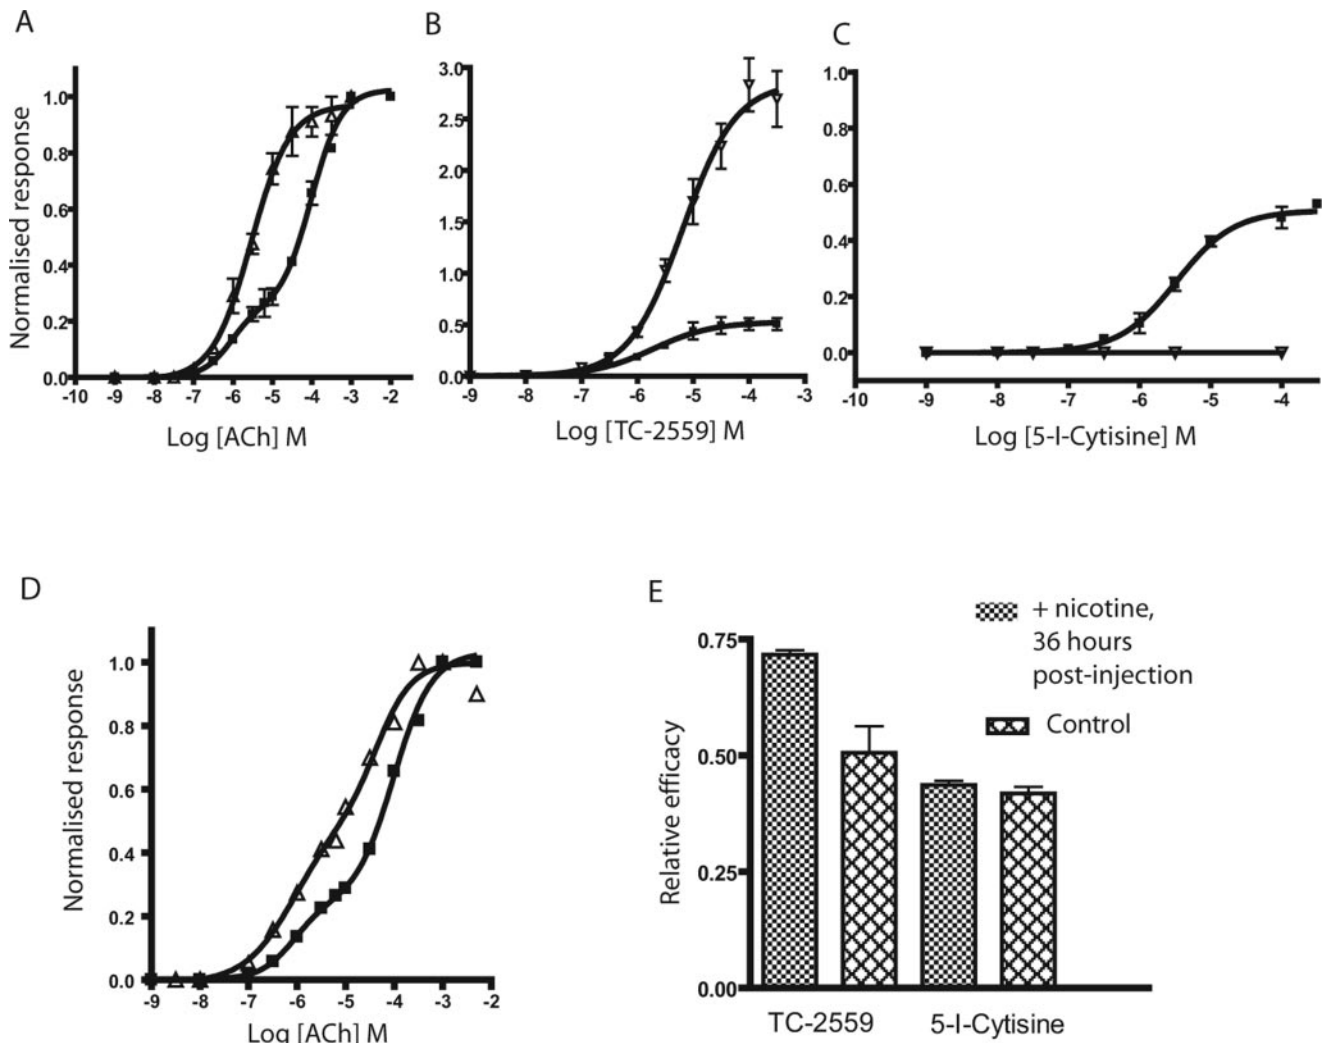 A
Normalised response
1.0
0.8
0.6
0.4
0.2
0.0
-10 -9 -8 -7 -6 -5 -4 -3 -2
Log [ACh] M
B
3.0
2.5
2.0
1.5
1.0
0.5
0.0
-9 -8 -7 -6 -5 -4 -3
Log [TC-2559] M
C
1.0
0.8
0.6
0.4
0.2
0.0
-10 -9 -8 -7 -6 -5 -4
Log [5-I-Cytisine] M
D
Normalised response
1.0
0.8
0.6
0.4
0.2
0.0
-9 -8 -7 -6 -5 -4 -3 -2
Log [ACh] M
E
Relative efficacy
0.75
0.50
0.25
0.00
TC-2559 5-I-Cytisine
+ nicotine,
36 hours
post-injection
Control